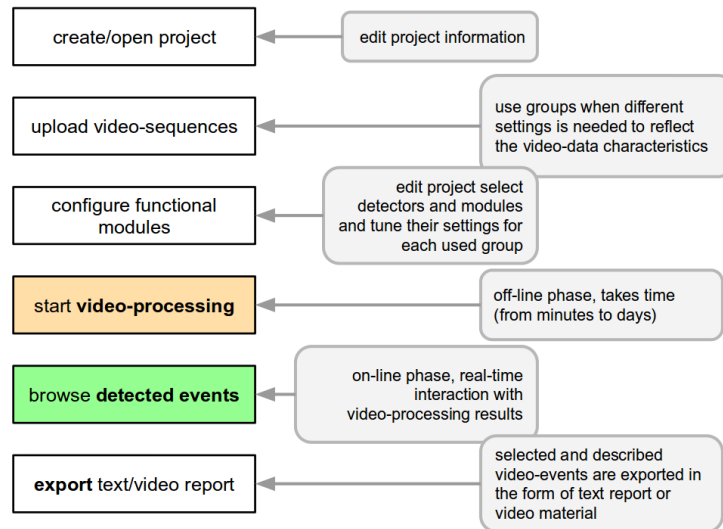 create/open project
edit project information
upload video-sequences
use groups when different
settings is needed to reflect
the video-data characteristics
configure functional
modules
edit project select
detectors and modules
and tune their settings for
each used group
start video-processing
off-line phase, takes time
(from minutes to days)
browse detected events
on-line phase, real-time
interaction with
video-processing results
export text/video report
selected and described
video-events are exported in
the form of text report or
video material